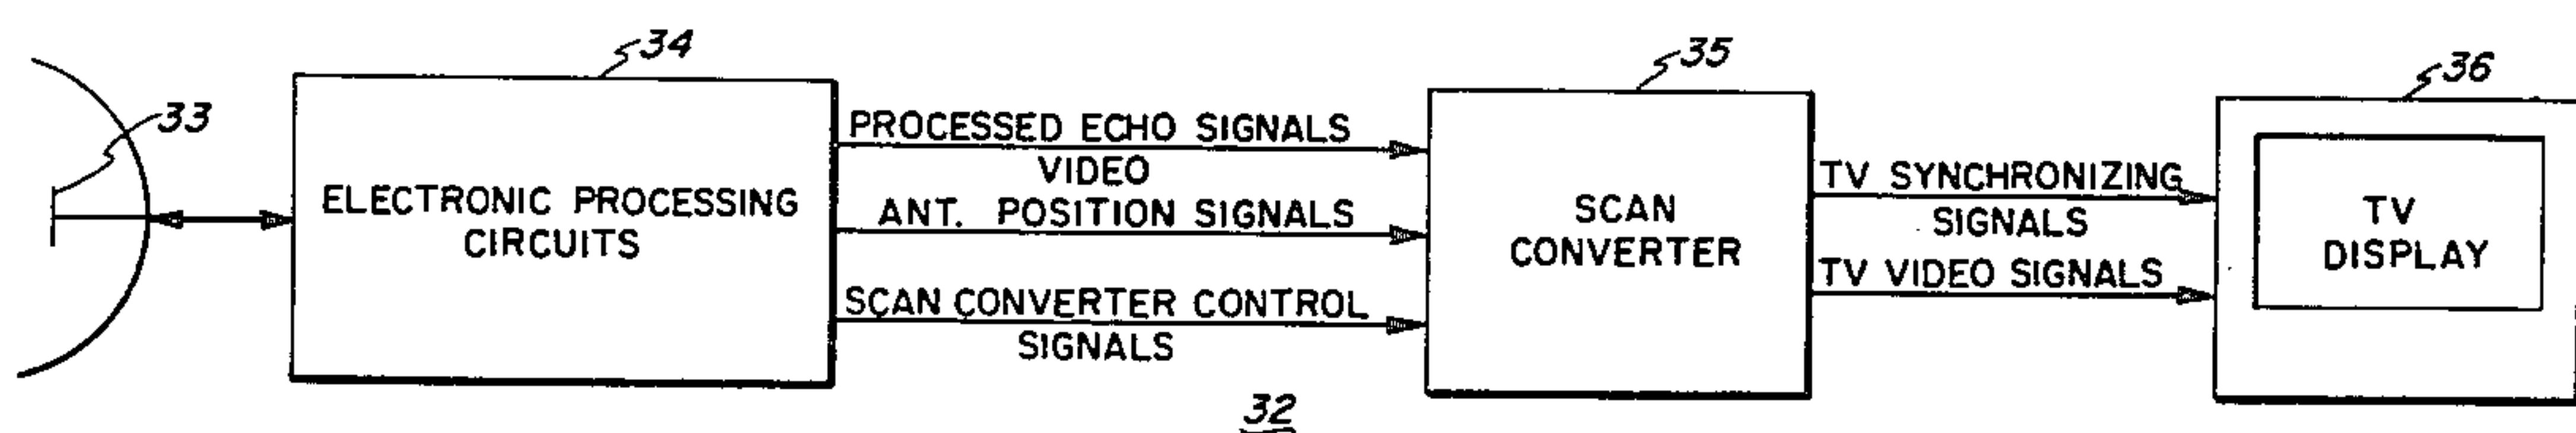 34
35
36
33
PROCESSED ECHO SIGNALS
VIDEO
ELECTRONIC PROCESSING
CIRCUITS
ANT. POSITION SIGNALS
SCAN CONVERTER CONTROL
SIGNALS
SCAN
CONVERTER
TV SYNCHRONIZING
SIGNALS
TV VIDEO SIGNALS
TV
DISPLAY
32